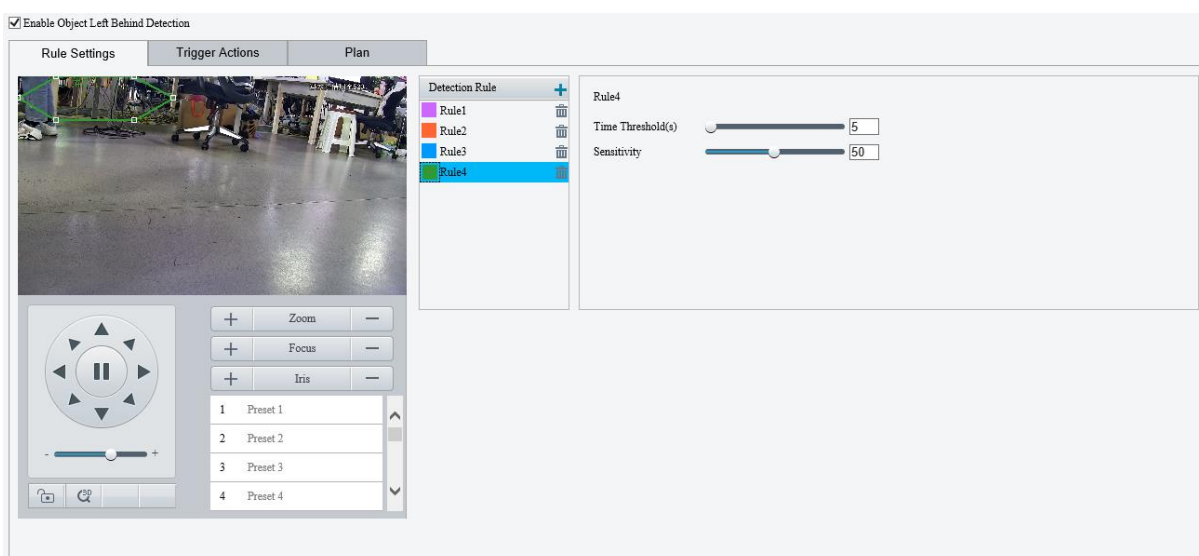 Enable Object Left Behind Detection
Rule Settings
Trigger Actions
Plan
Detection Rule
Rule1
Rule2
Rule3
Rule4
Rule4
Time Threshold(s) 5
Sensitivity 50
+ Zoom —
+ Focus —
+ Iris —
- +
3D
1 Preset 1
2 Preset 2
3 Preset 3
4 Preset 4